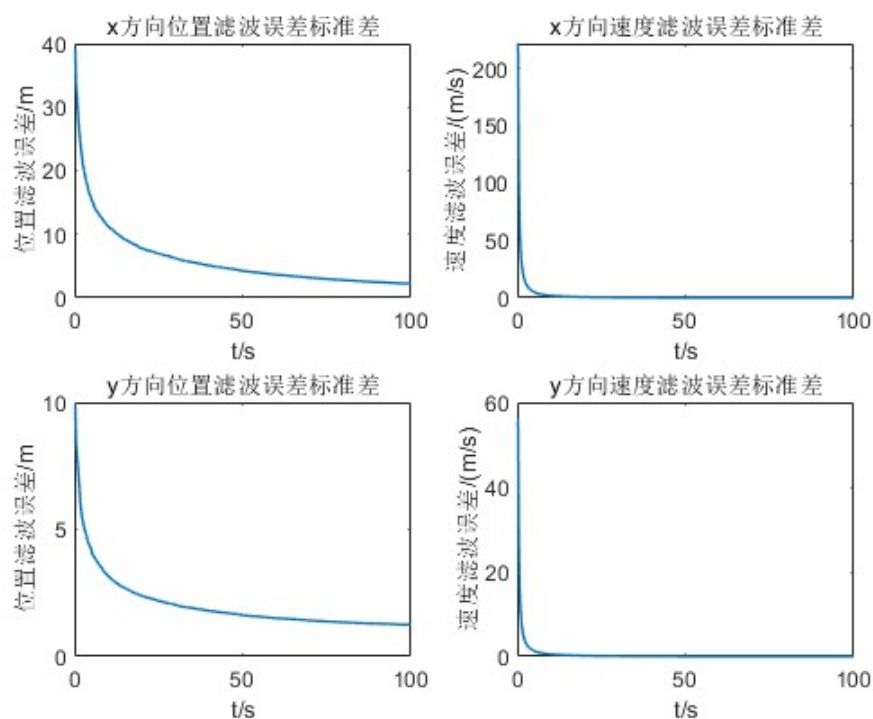 x方向位置滤波误差标准差
位置滤波误差/m
40
30
20
10
0
0 50 100
t/s
x方向速度滤波误差标准差
速度滤波误差/(m/s)
200
150
100
50
0
0 50 100
t/s
y方向位置滤波误差标准差
位置滤波误差/m
10
5
0
0 50 100
t/s
y方向速度滤波误差标准差
速度滤波误差/(m/s)
60
40
20
0
0 50 100
t/s